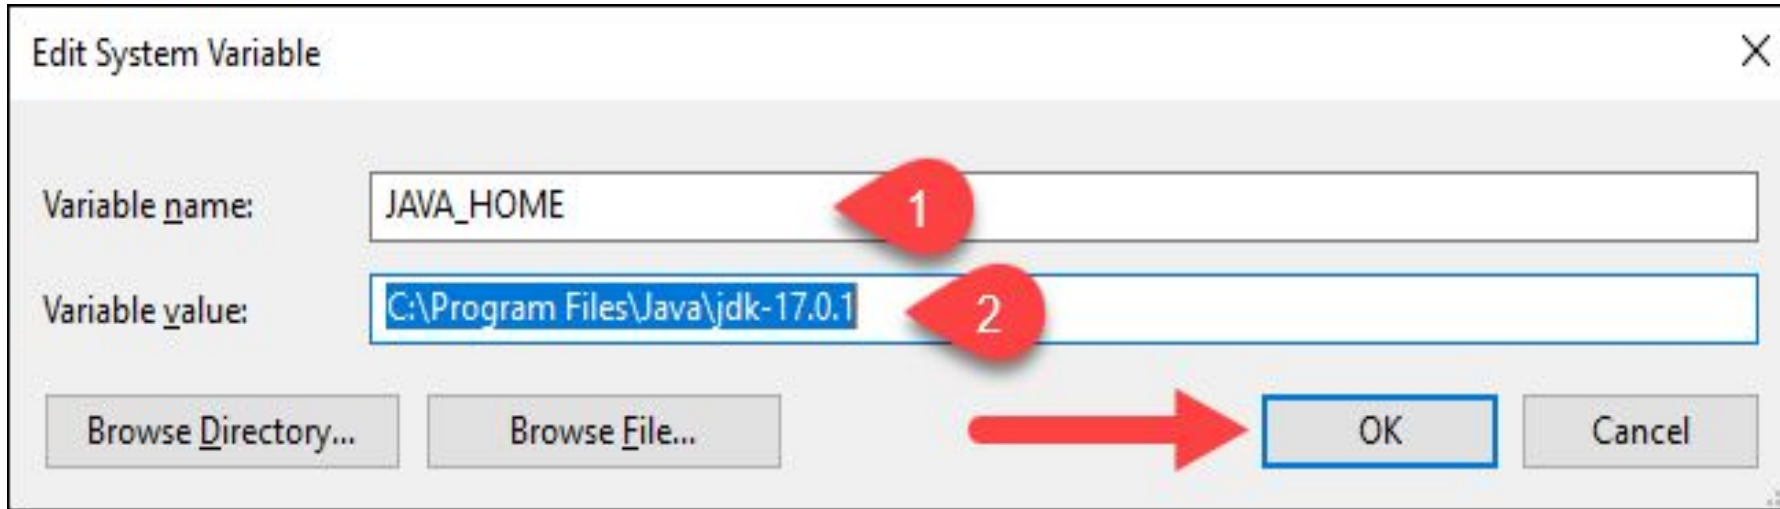 Edit System Variable
Variable name: JAVA_HOME 1
Variable value: C:\Program Files\Java\jdk-17.0.1 2
Browse Directory... Browse File... OK Cancel